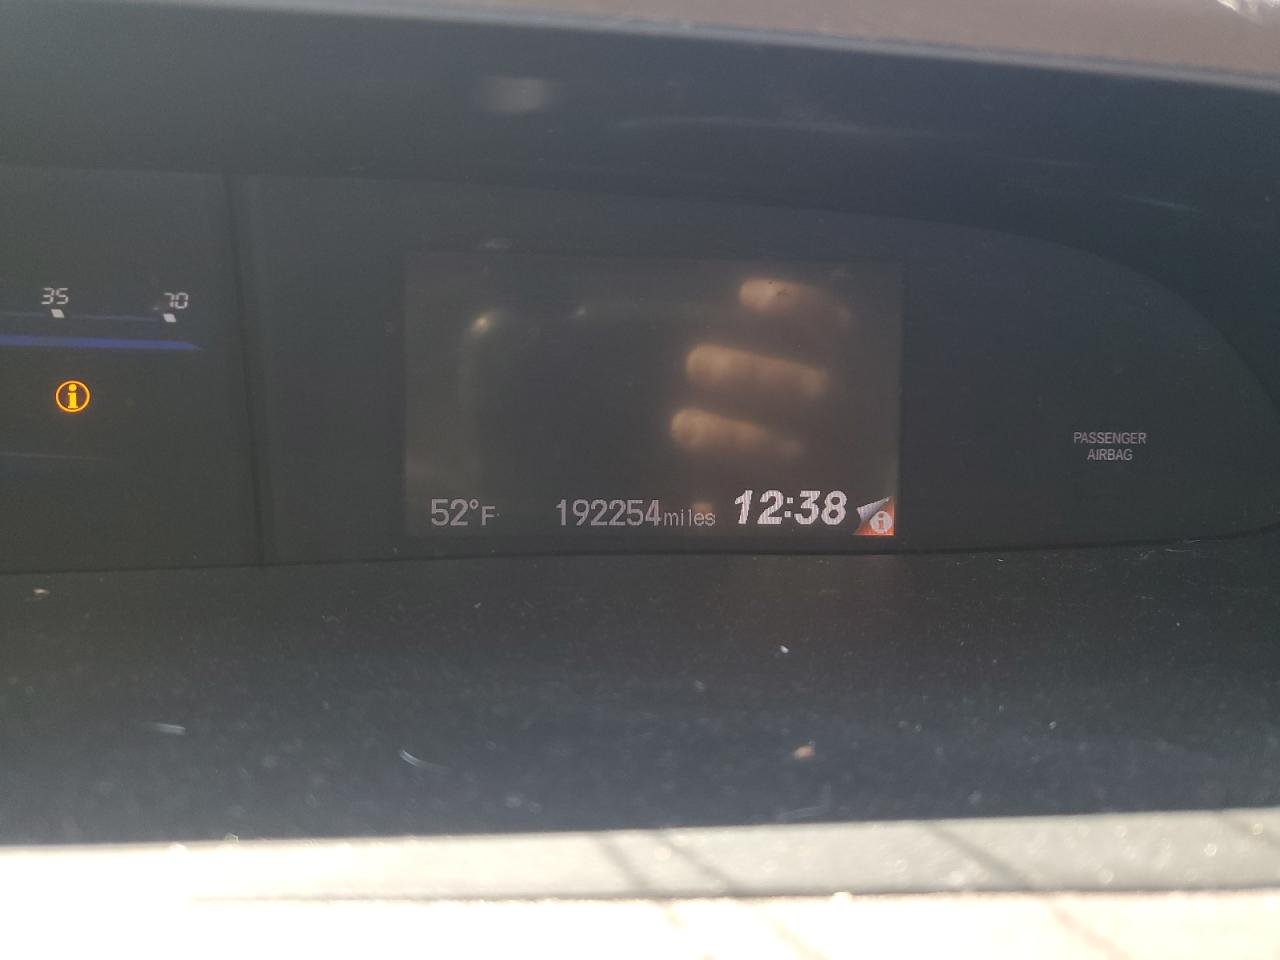 35 70
PASSENGER
AIRBAG
52°F 192254miles 12:38